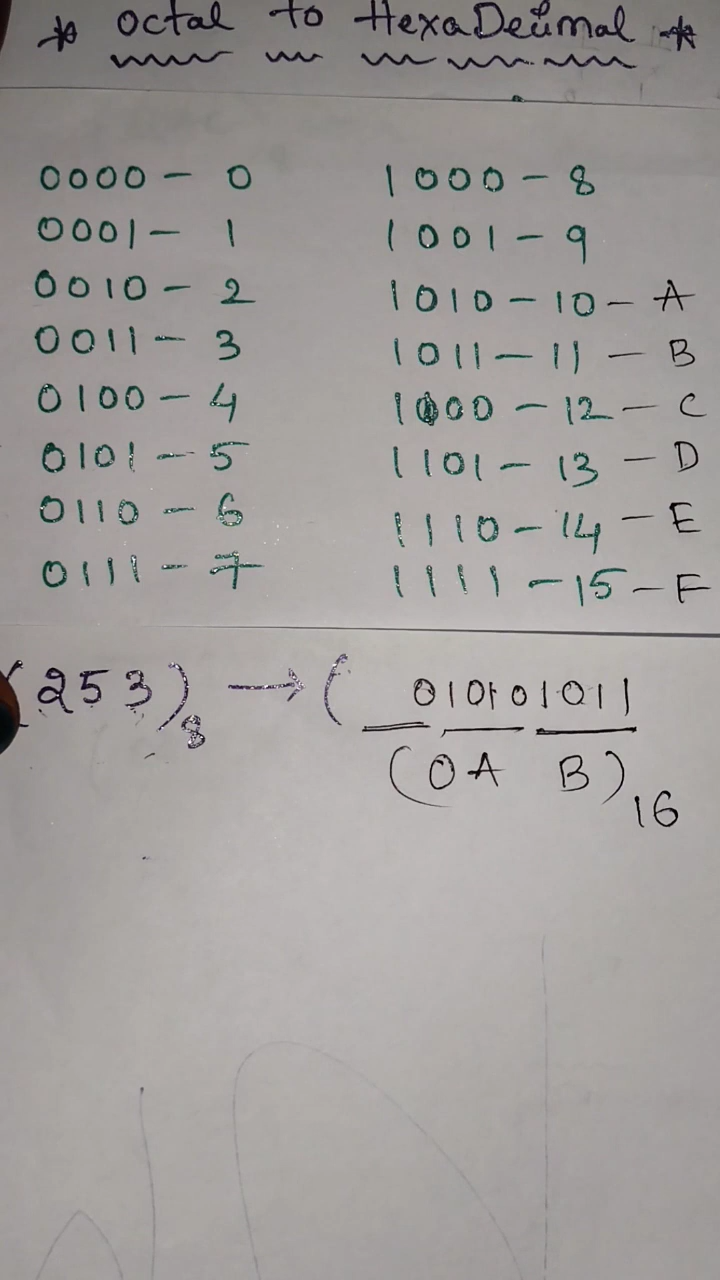 * Octal to HexaDecimal *
0000 - 0
0001 - 1
0010 - 2
0011 - 3
0100 - 4
0101 - 5
0110 - 6
0111 - 7
1000 - 8
1001 - 9
1010 - 10 - A
1011 - 11 - B
1000 - 12 - C
1101 - 13 - D
1110 - 14 - E
1111 - 15 - F
(253)8 → ( 010101011
(0A B)16